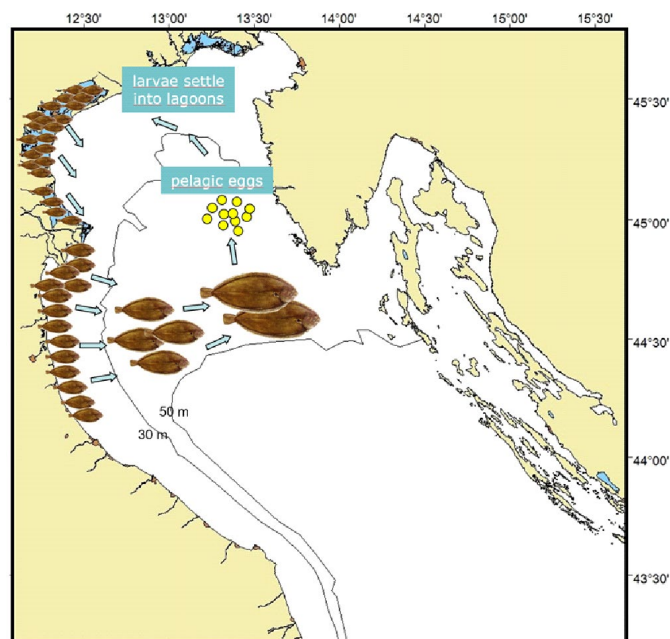 12°30'
13°00'
13°30'
14°00'
14°30'
15°00'
15°30'
larvae settle
into lagoons
45°30'
pelagic eggs
45°00'
44°30'
50 m
30 m
44°00'
43°30'